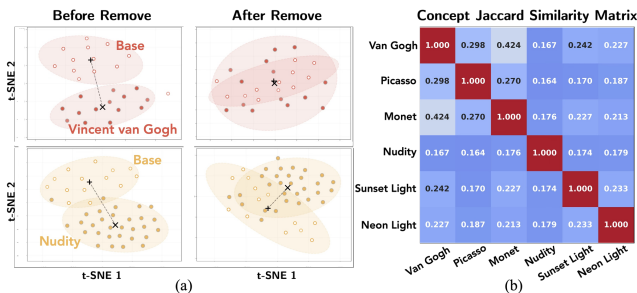 Before Remove
After Remove
t-SNE 2
Base
Vincent van Gogh
t-SNE 2
Base
Nudity
t-SNE 1
t-SNE 1
(a)
Concept Jaccard Similarity Matrix
Van Gogh 1.000 0.298 0.424 0.167 0.242 0.227
Picasso 0.298 1.000 0.270 0.164 0.170 0.187
Monet 0.424 0.270 1.000 0.176 0.227 0.213
Nudity 0.167 0.164 0.176 1.000 0.174 0.179
Sunset Light 0.242 0.170 0.227 0.174 1.000 0.233
Neon Light 0.227 0.187 0.213 0.179 0.233 1.000
Van Gogh Picasso Monet Nudity Sunset Light Neon Light
(b)